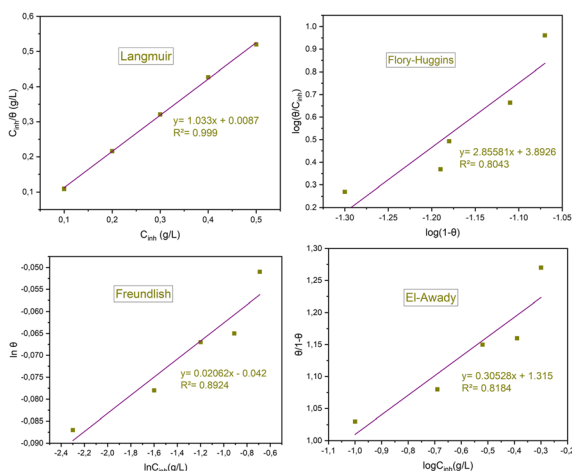 Langmuir
y= 1.033x + 0.0087
R²= 0.999
C_inh/θ (g/L)
0,6
0,5
0,4
0,3
0,2
0,1
0,1 0,2 0,3 0,4 0,5
C_inh (g/L)
Flory-Huggins
y= 2.85581x + 3.8926
R²= 0.8043
log(θ/C_inh)
1.0
0.9
0.8
0.7
0.6
0.5
0.4
0.3
0.2
-1.30 -1.25 -1.20 -1.15 -1.10 -1.05
log(1-θ)
Freundlish
y= 0.02062x - 0.042
R²= 0.8924
ln θ
-0,050
-0,055
-0,060
-0,065
-0,070
-0,075
-0,080
-0,085
-0,090
-2,4 -2,2 -2,0 -1,8 -1,6 -1,4 -1,2 -1,0 -0,8 -0,6
lnC_inh(g/L)
El-Awady
y= 0.30528x + 1.315
R²= 0.8184
θ/1-θ
1,30
1,25
1,20
1,15
1,10
1,05
1,00
-1,0 -0,9 -0,8 -0,7 -0,6 -0,5 -0,4 -0,3 -0,2
logC_inh(g/L)